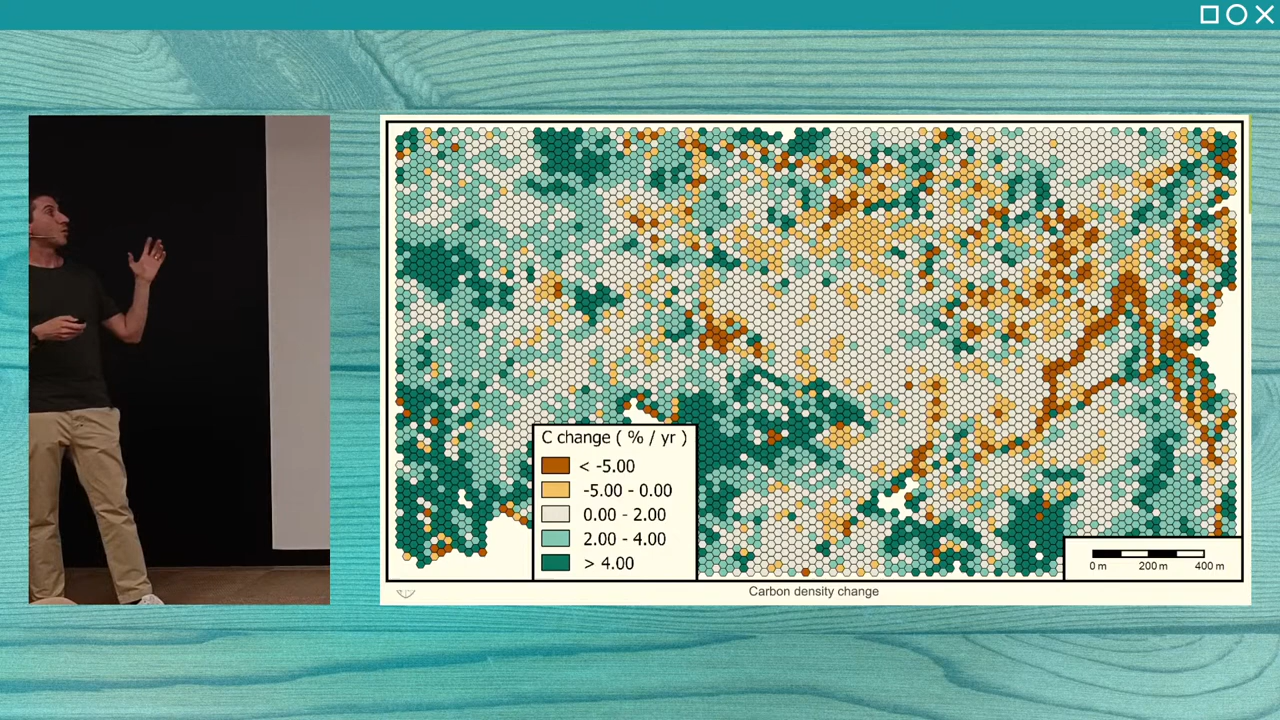 C change ( % / yr )
< -5.00
-5.00 - 0.00
0.00 - 2.00
2.00 - 4.00
> 4.00
0 m 200 m 400 m
Carbon density change